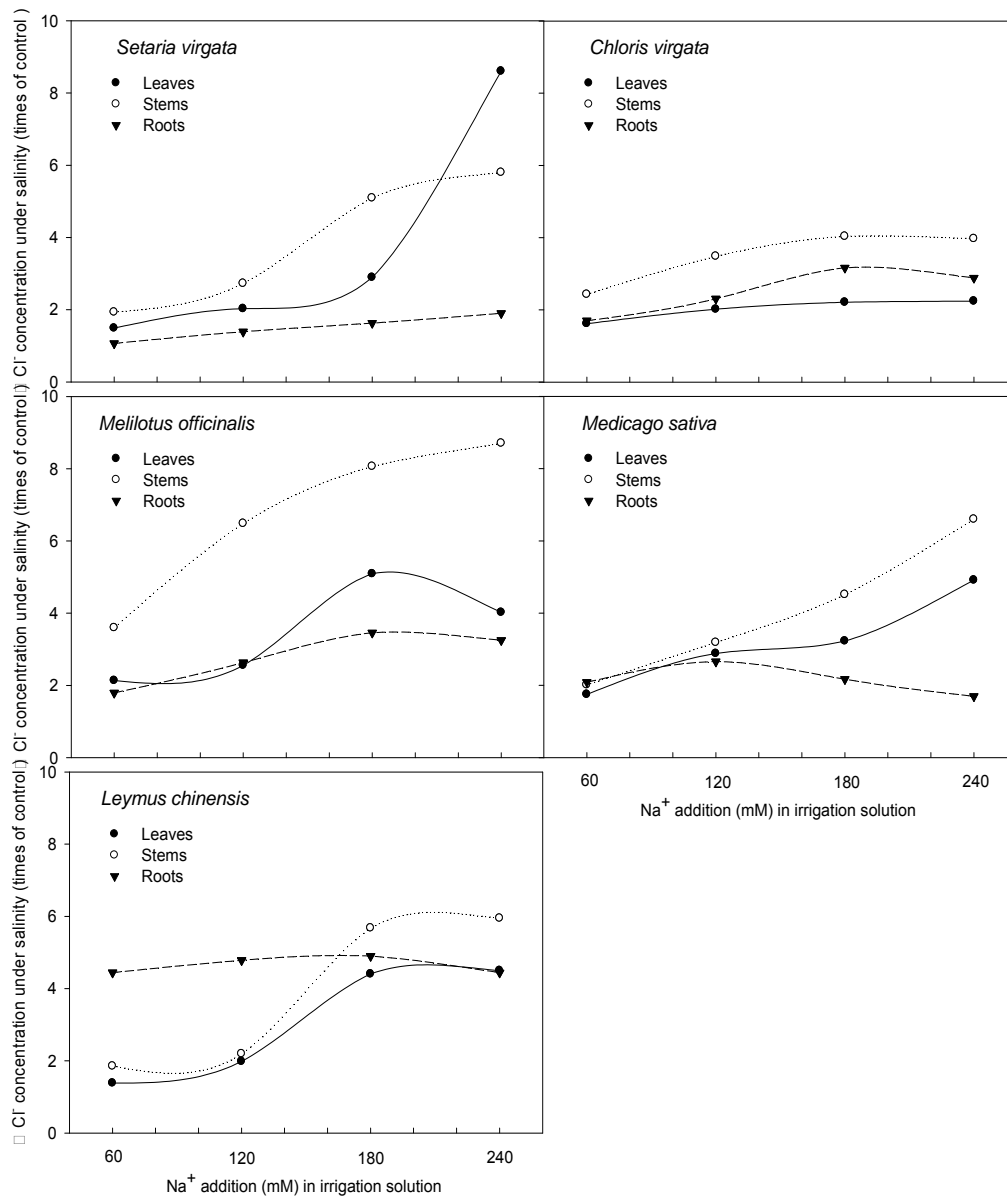 Setaria virgata
Leaves
Stems
Roots
10
8
6
4
2
0
Cl⁻ concentration under salinity (times of control)
Chloris virgata
Leaves
Stems
Roots
Melilotus officinalis
Leaves
Stems
Roots
10
8
6
4
2
0
Cl⁻ concentration under salinity (times of control)
Medicago sativa
Leaves
Stems
Roots
60
120
180
240
Na⁺ addition (mM) in irrigation solution
Leymus chinensis
Leaves
Stems
Roots
10
8
6
4
2
0
Cl⁻ concentration under salinity (times of control)
60
120
180
240
Na⁺ addition (mM) in irrigation solution